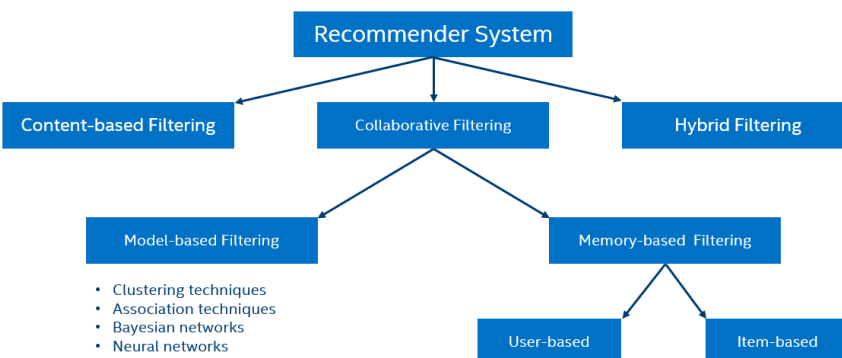 Recommender System
Content-based Filtering
Collaborative Filtering
Hybrid Filtering
Model-based Filtering
Memory-based Filtering
• Clustering techniques
• Association techniques
• Bayesian networks
• Neural networks
User-based
Item-based